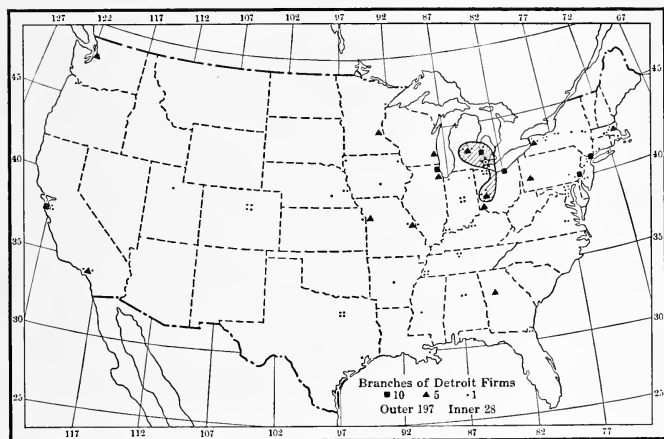 127 122 117 112 107 102 97 92 87 82 77 72 67
45 45
40 40
35 35
30 30
25 25
Branches of Detroit Firms
■ 10 ▲ 5 · 1
Outer 197 Inner 28
117 112 107 102 97 92 87 82 77